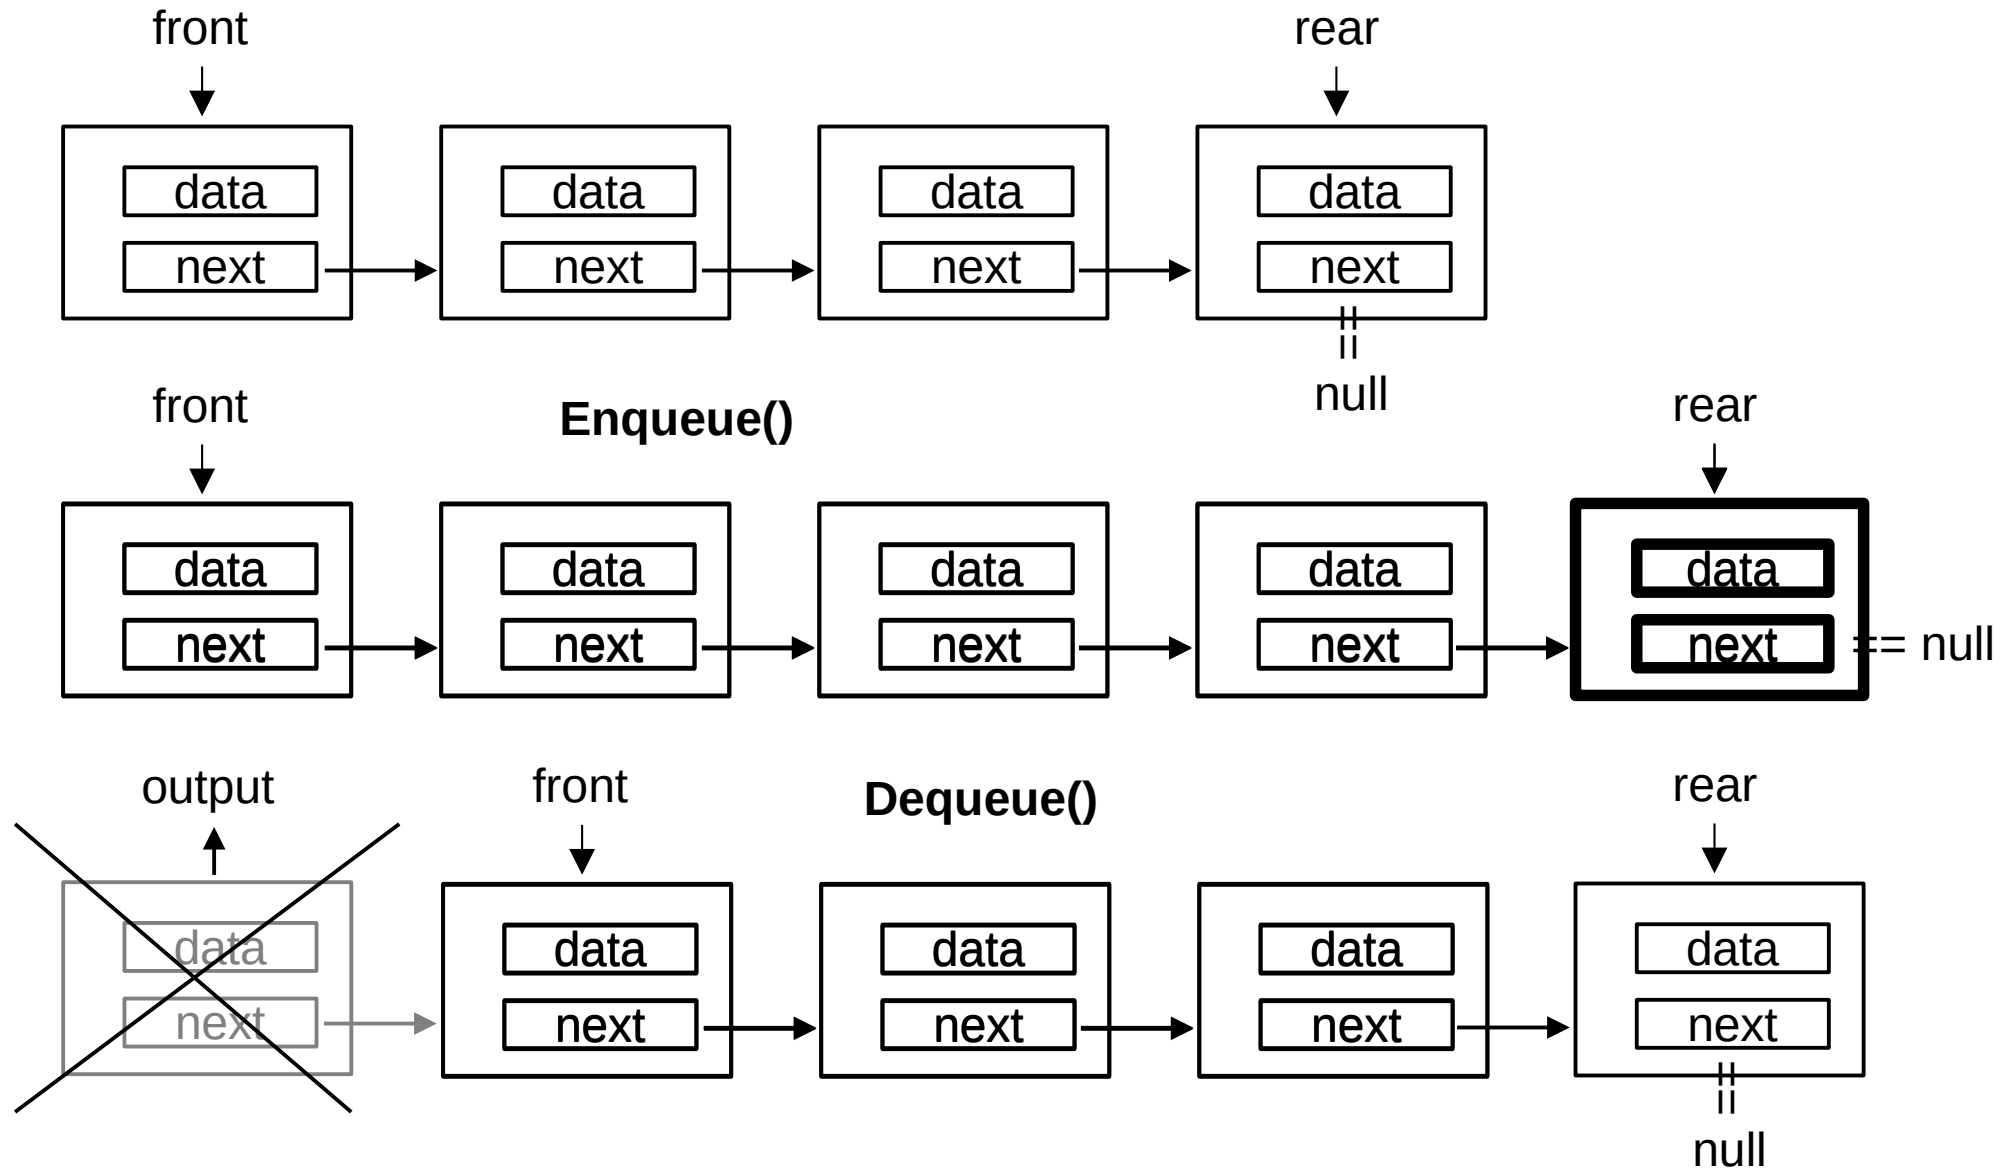 front
rear
data
data
data
data
next
next
next
next
== null
front
Enqueue()
rear
data
data
data
data
data
next
next
next
next
next
== null
output
front
Dequeue()
rear
data
data
data
data
data
next
next
next
next
next
== null